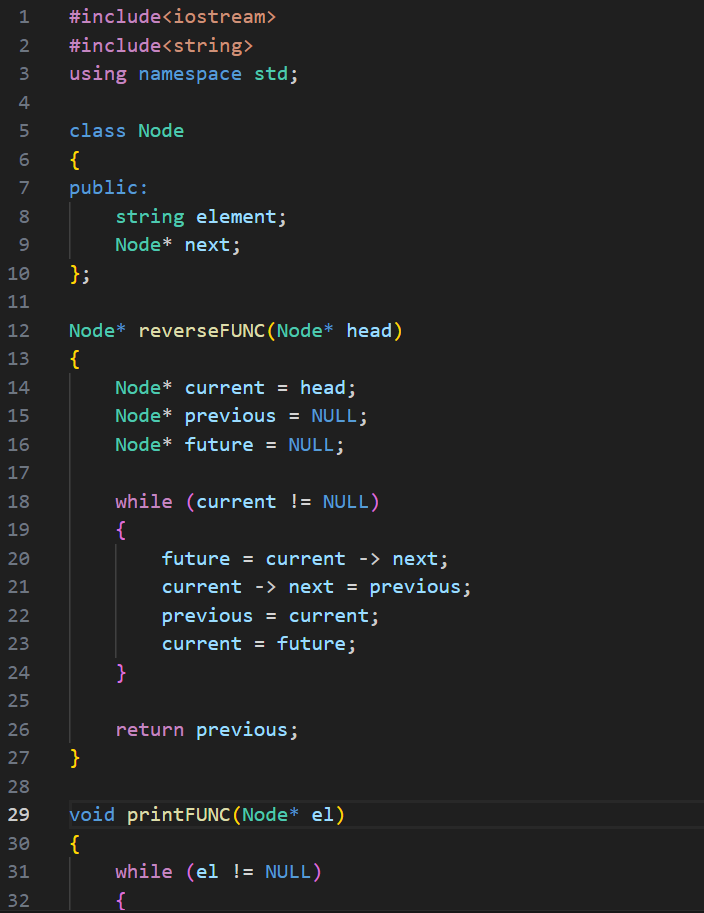 1 #include<iostream>
2 #include<string>
3 using namespace std;
4
5 class Node
6 {
7 public:
8     string element;
9     Node* next;
10 };
11
12 Node* reverseFUNC(Node* head)
13 {
14     Node* current = head;
15     Node* previous = NULL;
16     Node* future = NULL;
17
18     while (current != NULL)
19     {
20         future = current -> next;
21         current -> next = previous;
22         previous = current;
23         current = future;
24     }
25
26     return previous;
27 }
28
29 void printFUNC(Node* el)
30 {
31     while (el != NULL)
32     {